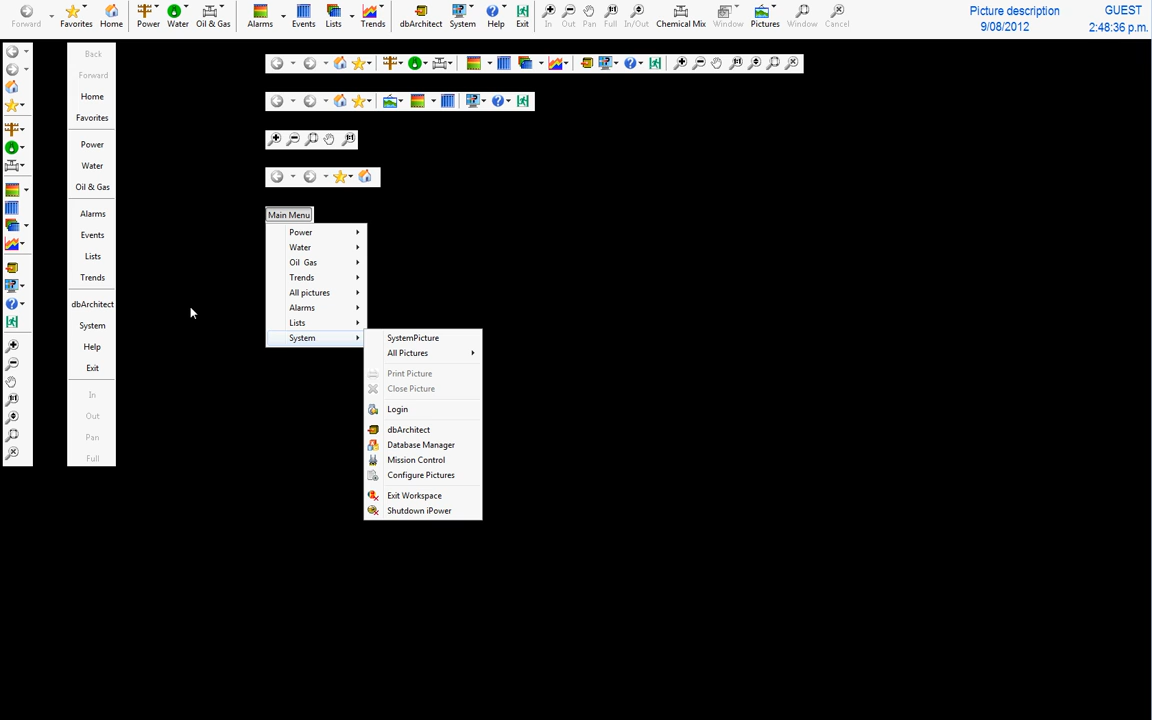 Forward Favorites Home Power Water Oil & Gas Alarms Events Lists Trends dbArchitect System Help Exit In Out Pan Full In/Out Chemical Mix Window Pictures Window Cancel
Picture description GUEST
9/08/2012 2:48:36 p.m.
Back
Forward
Home
Favorites
Power
Water
Oil & Gas
Alarms
Events
Lists
Trends
dbArchitect
System
Help
Exit
In
Out
Pan
Full
Main Menu
Power
Water
Oil Gas
Trends
All pictures
Alarms
Lists
System
SystemPicture
All Pictures
Print Picture
Close Picture
Login
dbArchitect
Database Manager
Mission Control
Configure Pictures
Exit Workspace
Shutdown iPower